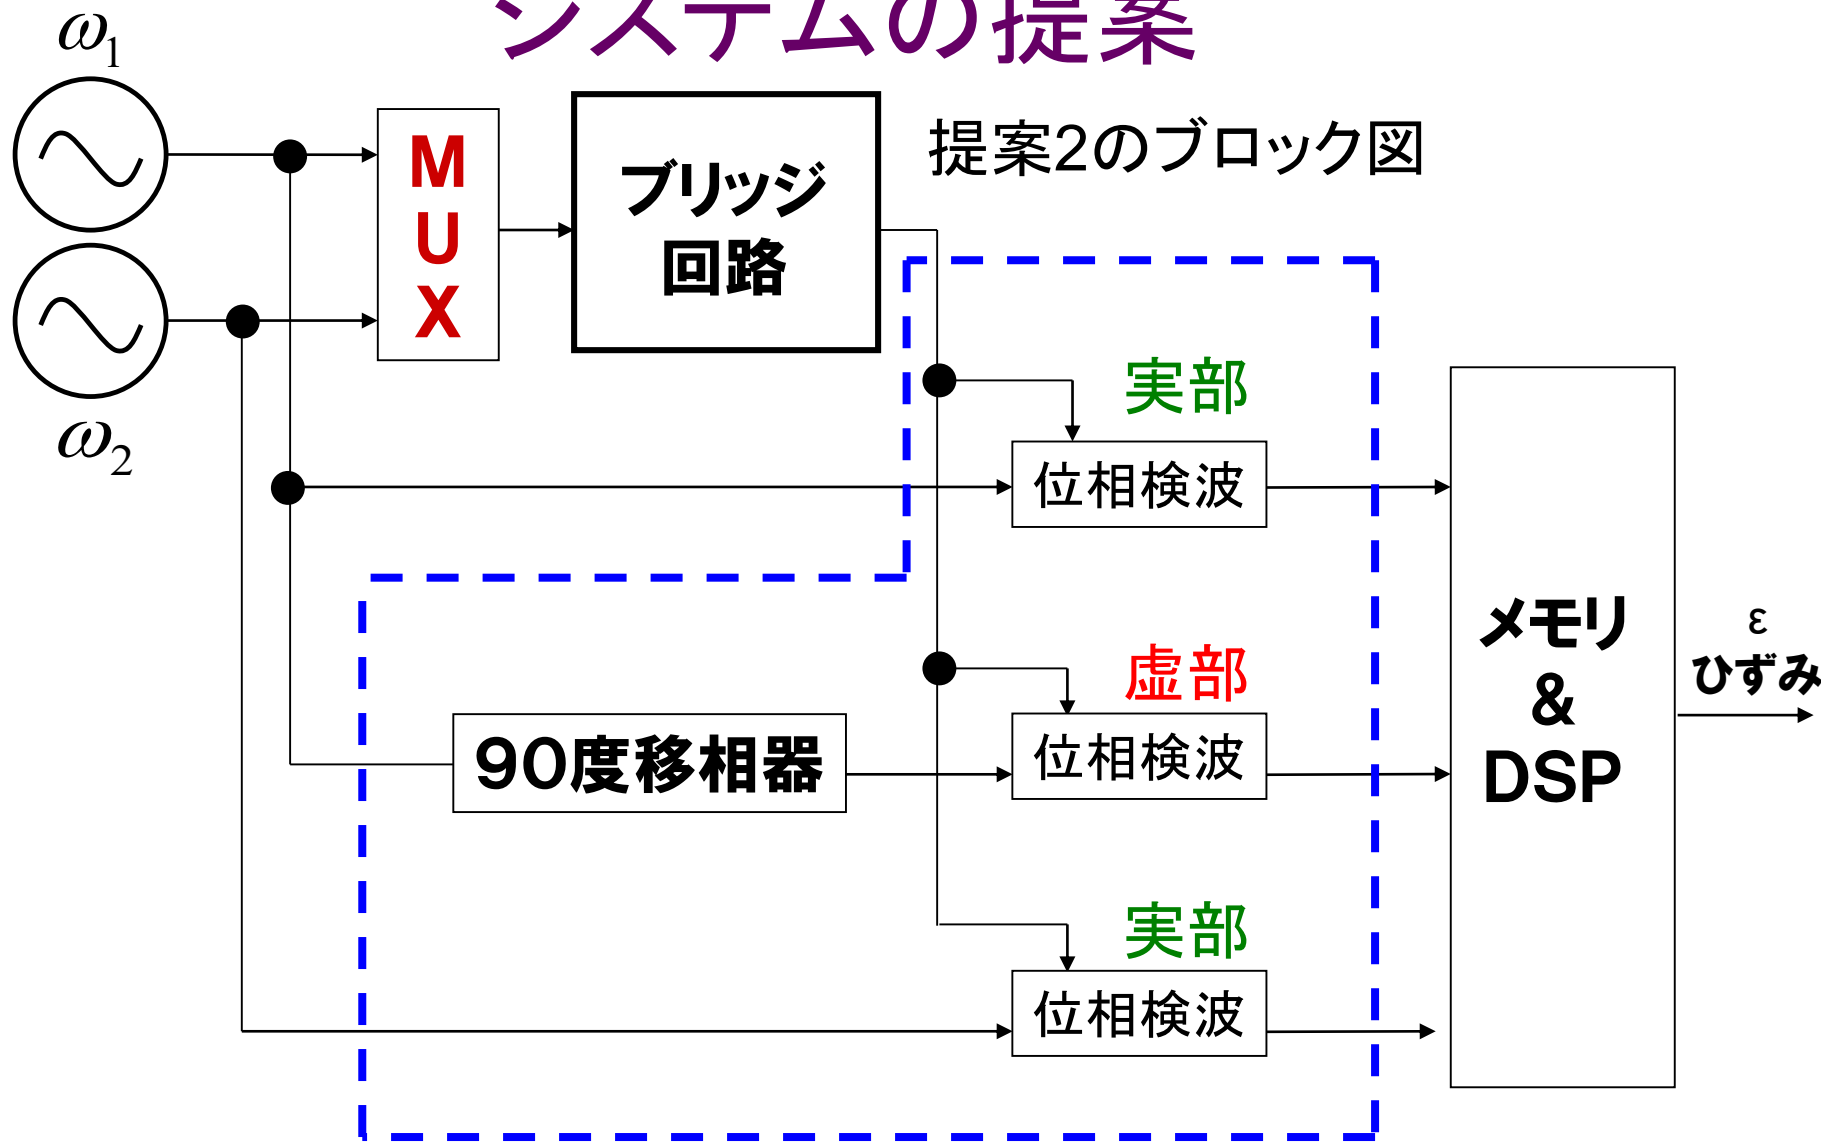 システムの提案
ω1
提案2のブロック図
M
U
X
ブリッジ
回路
ω2
実部
位相検波
メモリ
&
DSP
ε
ひずみ
虚部
90度移相器
位相検波
実部
位相検波